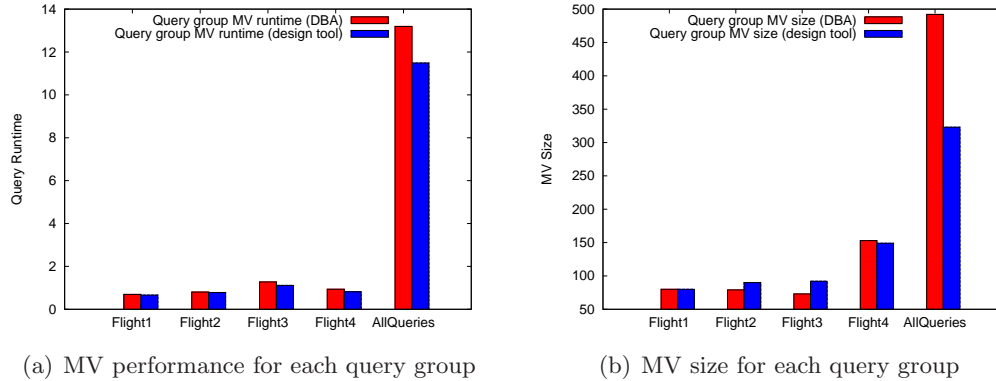 Query group MV runtime (DBA)
Query group MV runtime (design tool)
14
12
10
8
6
4
2
0
Query Runtime
Flight1 Flight2 Flight3 Flight4 AllQueries
(a) MV performance for each query group
Query group MV size (DBA)
Query group MV size (design tool)
500
450
400
350
300
250
200
150
100
50
MV Size
Flight1 Flight2 Flight3 Flight4 AllQueries
(b) MV size for each query group